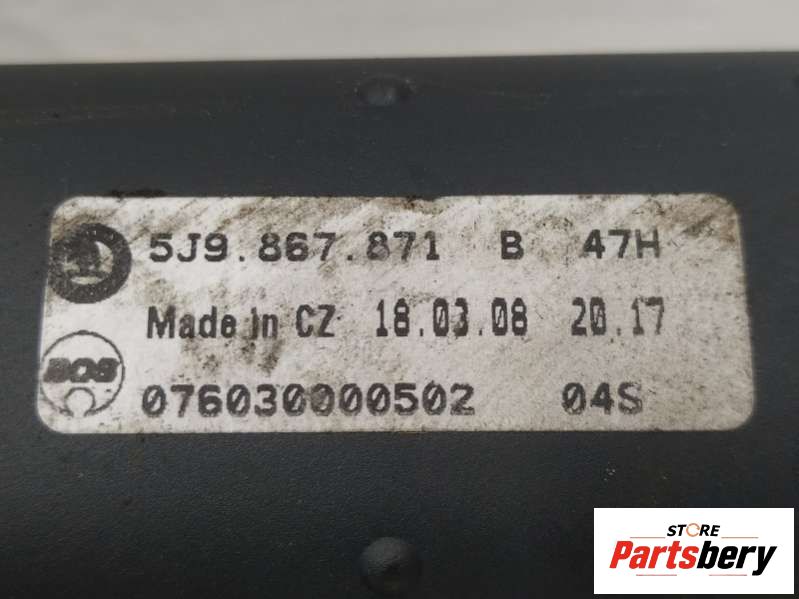 5J9.867.871 B 47H
Made in CZ 18.03.08 20.17
BOS
076030000502 04S
STORE
Partsbery